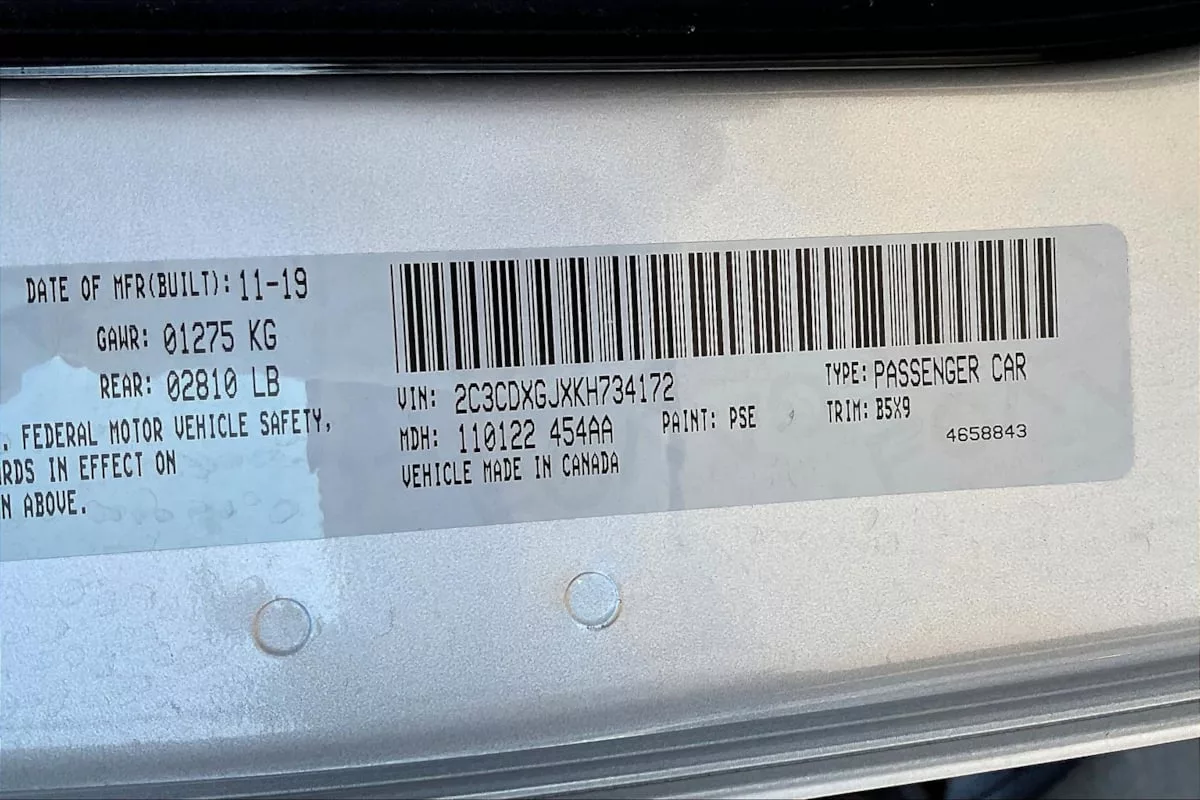 DATE OF MFR(BUILT): 11-19
GAWR: 01275 KG
REAR: 02810 LB
. FEDERAL MOTOR VEHICLE SAFETY,
RDS IN EFFECT ON
N ABOVE.
VIN: 2C3CDXGJXKH734172
TYPE: PASSENGER CAR
MDH: 110122 454AA
PAINT: PSE
TRIM: B5X9
VEHICLE MADE IN CANADA
4658843